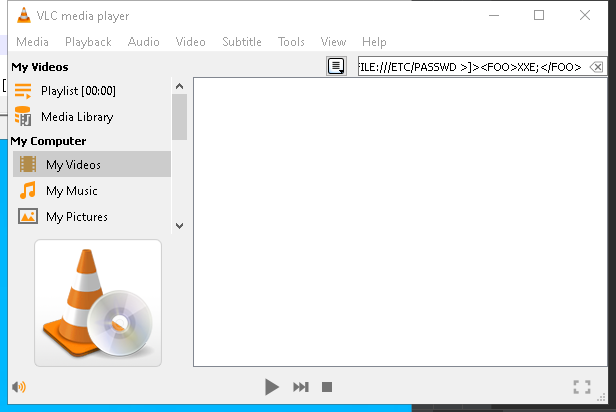 VLC media player
Media Playback Audio Video Subtitle Tools View Help
My Videos
ILE:///ETC/PASSWD >]><FOO>XXE;</FOO>
Playlist [00:00]
Media Library
My Computer
My Videos
My Music
My Pictures